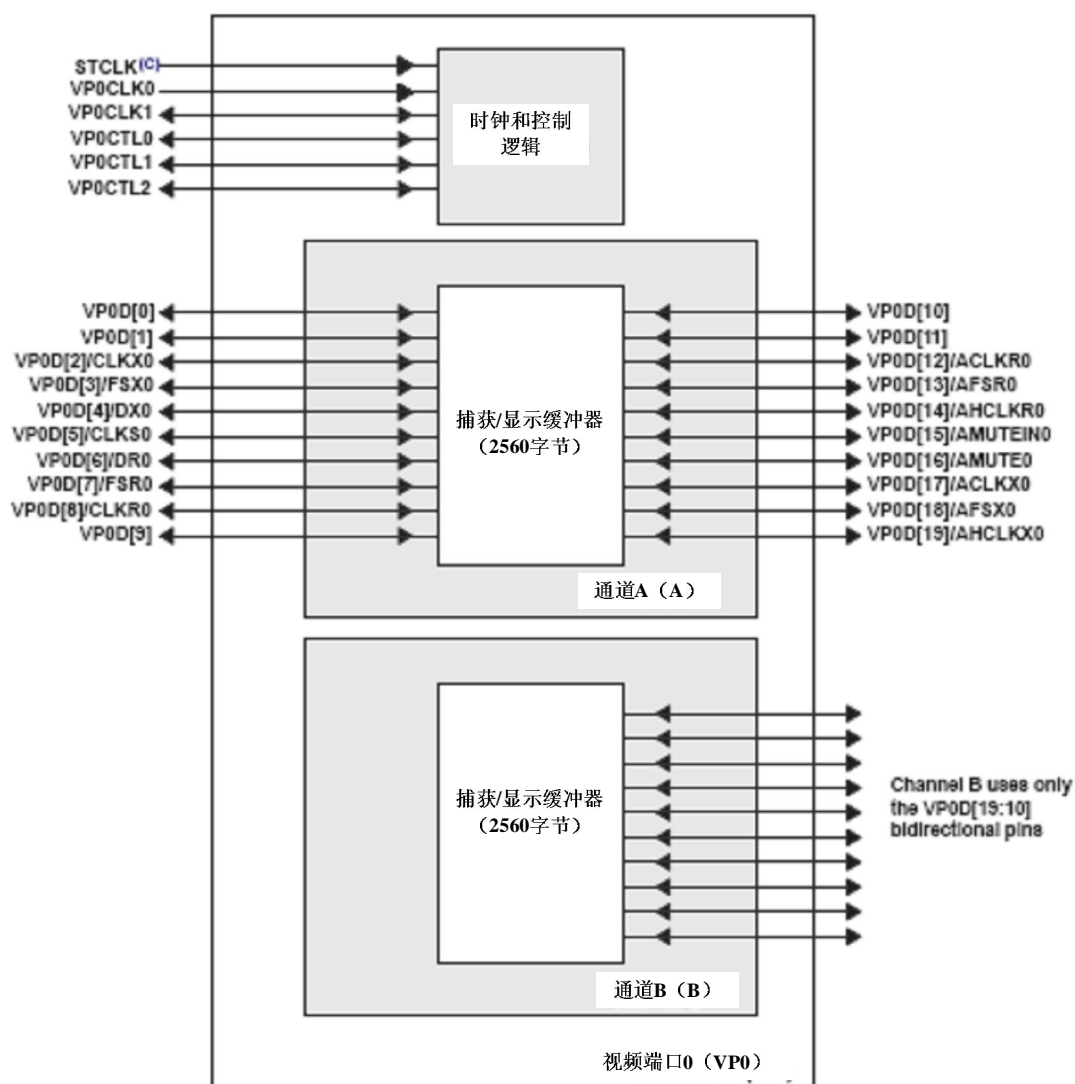 STCLK(C)
VP0CLK0
VP0CLK1
VP0CTL0
VP0CTL1
VP0CTL2
时钟和控制
逻辑
VP0D[0]
VP0D[1]
VP0D[2]/CLKX0
VP0D[3]/FSX0
VP0D[4]/DX0
VP0D[5]/CLKS0
VP0D[6]/DR0
VP0D[7]/FSR0
VP0D[8]/CLKR0
VP0D[9]
捕获/显示缓冲器
（2560字节）
VP0D[10]
VP0D[11]
VP0D[12]/ACLKR0
VP0D[13]/AFSR0
VP0D[14]/AHCLKR0
VP0D[15]/AMUTEIN0
VP0D[16]/AMUTE0
VP0D[17]/ACLKX0
VP0D[18]/AFSX0
VP0D[19]/AHCLKX0
通道A（A）
捕获/显示缓冲器
（2560字节）
Channel B uses only
the VP0D[19:10]
bidirectional pins
通道B（B）
视频端口0（VP0）